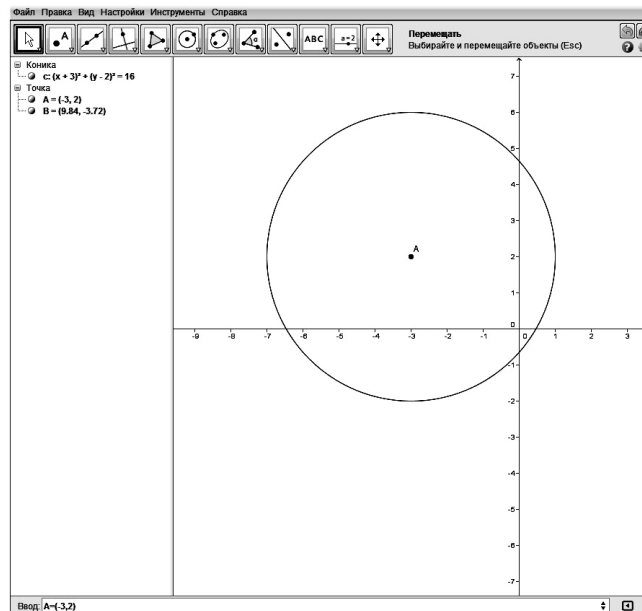 Файл Правка Вид Настройки Инструменты Справка
A
ABC
a=2
α
Перемещать
Выбирайте и перемещайте объекты (Esc)
Коника
c: (x + 3)² + (y - 2)² = 16
Точка
A = (-3, 2)
B = (9.84, -3.72)
7
6
5
4
3
2
1
0
-1
-2
-3
-4
-5
-6
-7
-9 -8 -7 -6 -5 -4 -3 -2 -1 0 1 2 3
A
Ввод: A=(-3,2)